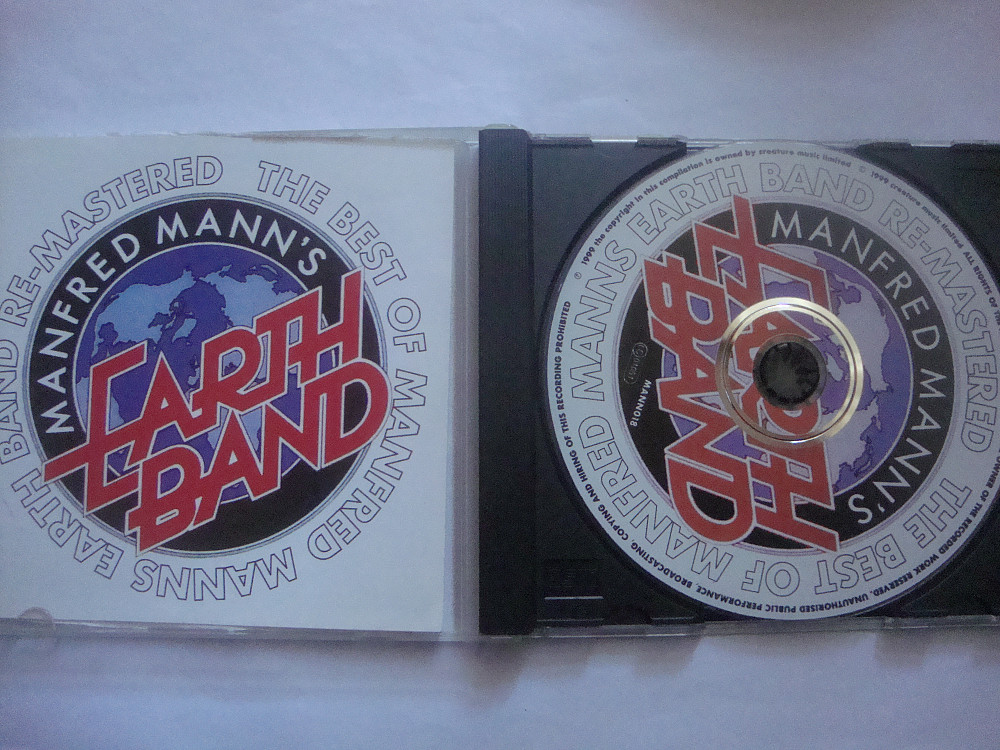 THE BEST OF MANFRED MANNS EARTH BAND RE-MASTERED
MANFRED MANN'S
EARTH
BAND
℗ 1999 the copyright in this compilation is owned by creature music limited © 1999 creature music limited ALL RIGHTS OF THE
OWNER OF THE RECORDED WORK RESERVED. UNAUTHORISED PUBLIC PERFORMANCE, BROADCASTING, COPYING AND HIRING OF THIS RECORDING PROHIBITED
THE BEST OF MANFRED MANNS EARTH BAND RE-MASTERED
MANFRED MANN'S
EARTH
BAND
MANN018